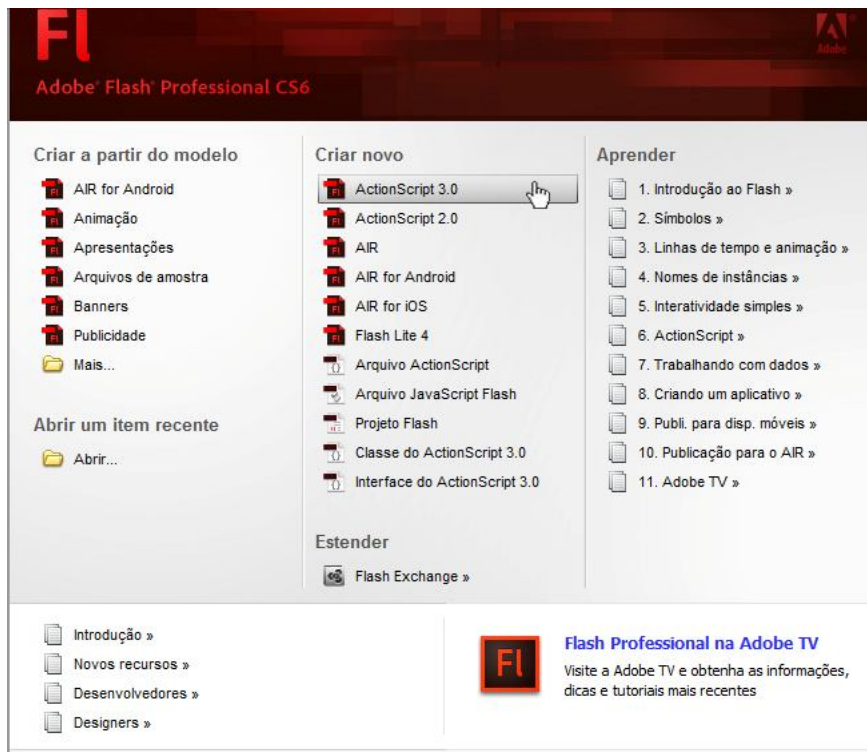 Fl
Adobe
Adobe® Flash® Professional CS6
Criar a partir do modelo
AIR for Android
Animação
Apresentações
Arquivos de amostra
Banners
Publicidade
Mais...
Abrir um item recente
Abrir...
Criar novo
ActionScript 3.0
ActionScript 2.0
AIR
AIR for Android
AIR for iOS
Flash Lite 4
Arquivo ActionScript
Arquivo JavaScript Flash
Projeto Flash
Classe do ActionScript 3.0
Interface do ActionScript 3.0
Estender
Flash Exchange »
Aprender
1. Introdução ao Flash »
2. Símbolos »
3. Linhas de tempo e animação »
4. Nomes de instâncias »
5. Interatividade simples »
6. ActionScript »
7. Trabalhando com dados »
8. Criando um aplicativo »
9. Publi. para disp. móveis »
10. Publicação para o AIR »
11. Adobe TV »
Introdução »
Novos recursos »
Desenvolvedores »
Designers »
Fl
Flash Professional na Adobe TV
Visite a Adobe TV e obtenha as informações,
dicas e tutoriais mais recentes